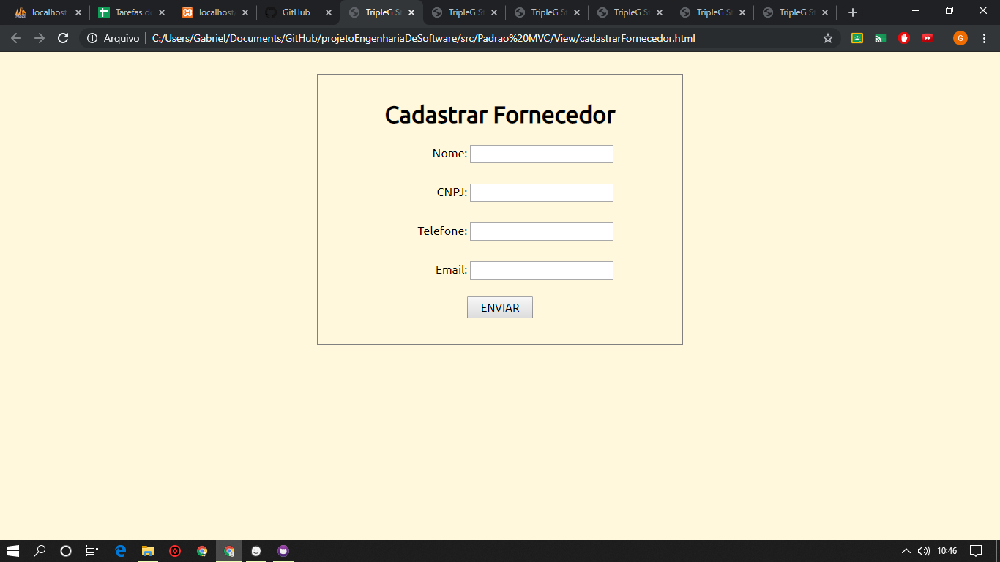 localhost
Tarefas d
localhost
GitHub
TripleG St
TripleG St
TripleG St
TripleG St
TripleG St
TripleG St
Arquivo
C:/Users/Gabriel/Documents/GitHub/projetoEngenhariaDeSoftware/src/Padrao%20MVC/View/cadastrarFornecedor.html
G
Cadastrar Fornecedor
Nome:
CNPJ:
Telefone:
Email:
ENVIAR
10:46